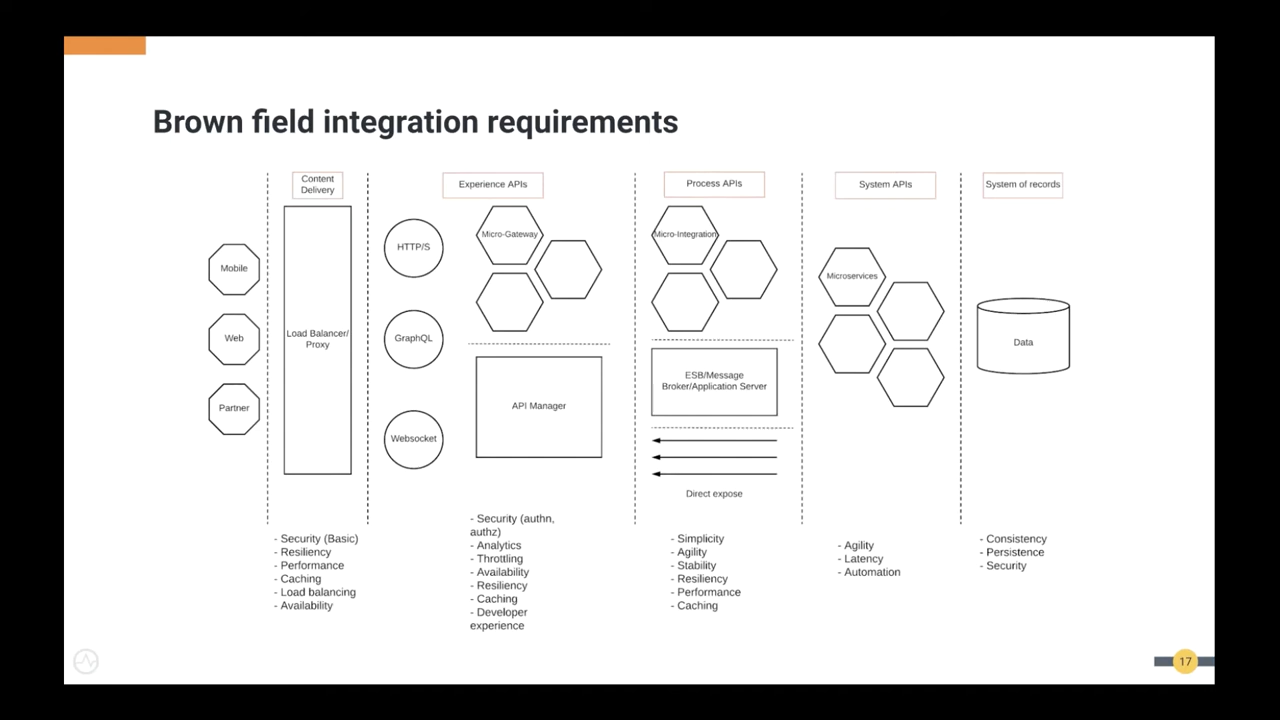 Brown field integration requirements
Content
Delivery
Experience APIs
Process APIs
System APIs
System of records
Mobile
Web
Partner
Load Balancer/
Proxy
HTTP/S
GraphQL
Websocket
Micro-Gateway
API Manager
Micro-Integration
ESB/Message
Broker/Application Server
Direct expose
Microservices
Data
- Security (Basic)
- Resiliency
- Performance
- Caching
- Load balancing
- Availability
- Security (authn,
authz)
- Analytics
- Throttling
- Availability
- Resiliency
- Caching
- Developer
experience
- Simplicity
- Agility
- Stability
- Resiliency
- Performance
- Caching
- Agility
- Latency
- Automation
- Consistency
- Persistence
- Security
17